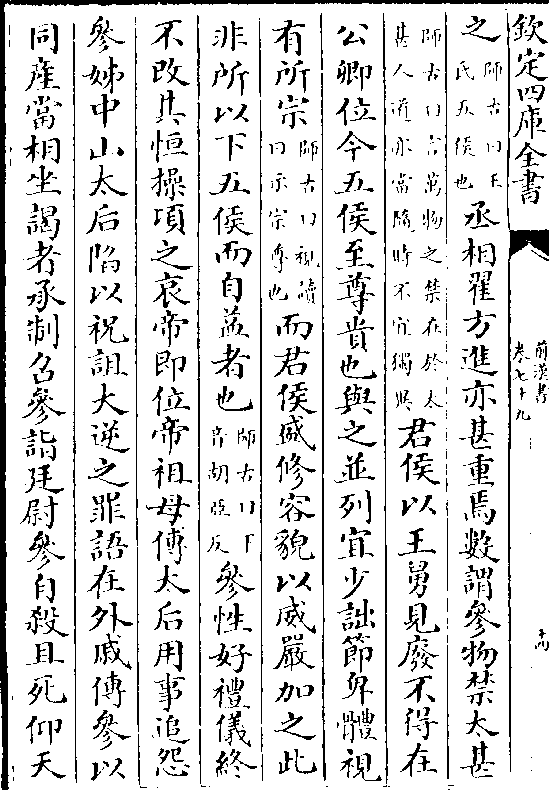 欽定四庫全書
前漢書
卷七十九
之師古曰王氏五侯也丞相翟方進亦甚重焉數謂參物禁太甚
師古曰言萬物之禁在於太甚人道亦當隨時不宜獨異君侯以王舅見廢不得在
公卿位今五侯至尊貴也與之並列宜少詘節卑體視
有所宗師古曰視讀曰示宗尊也而君侯盛修容貌以威嚴加之此
非所以下五侯而自益者也師古曰下音胡亞反參性好禮儀終
不改其恒操頃之哀帝即位帝祖母傅太后用事追怨
參姊中山太后陷以祝詛大逆之罪語在外戚傳參以
同産當相坐謁者承制召參詣廷尉參自殺且死仰天